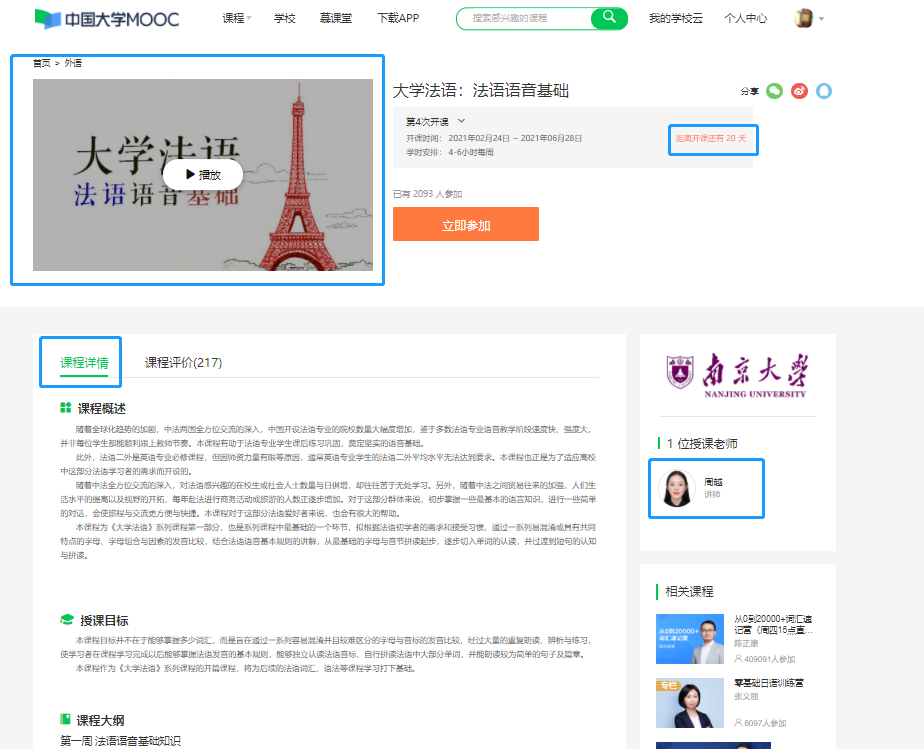 中国大学MOOC
课程 学校 慕课堂 下载APP 搜索感兴趣的课程 我的学校云 个人中心
首页 > 外语
大学法语
法语语音基础
播放
大学法语：法语语音基础
分享
第4次开课
开课时间： 2021年02月24日 ~ 2021年06月28日
学时安排： 4-6小时每周
距离开课还有 20 天
已有 2093 人参加
立即参加
课程详情 课程评价(217)
课程概述
随着全球化趋势的加剧，中法两国全方位交流的深入，中国开设法语专业的院校数量大幅度增加，鉴于多数法语专业语音教学阶段速度快、强度大，
并非每位学生都能顺利跟上教师节奏。本课程有助于法语专业学生课后练习巩固，奠定坚实的语音基础。
此外，法语二外是英语专业必修课程，但因师资力量有限等原因，通常英语专业学生的法语二外平均水平无法达到要求。本课程也正是为了适应高校
中这部分法语学习者的需求而开设的。
随着中法全方位交流的深入，对法语感兴趣的在校生或社会人士数量与日俱增，却往往苦于无处学习。另外，随着中法之间贸易往来的加强，人们生
活水平的提高以及视野的开拓，每年赴法进行商务活动或旅游的人数正逐步增加。对于这部分群体来说，初步掌握一些最基本的语言知识，进行一些简单
的对话，会使旅程与交流更方便与快捷。本课程对于这部分法语爱好者来说，也会有很大的帮助。
本课程为《大学法语》系列课程第一部分，也是系列课程中最基础的一个环节，拟根据法语初学者的需求和接受习惯，通过一系列易混淆或具有共同
特点的字母、字母组合与因素的发音比较，结合法语语音基本规则的讲解，从最基础的字母与音节拼读起步，逐步切入单词的认读，并过渡到短句的认知
与拼读。
授课目标
本课程目标并不在于能够掌握多少词汇，而是旨在通过一系列容易混淆并且较难区分的字母与音标的发音比较，经过大量的重复朗读、辨析与练习，
使学习者在课程学习完成以后能够掌握法语发音的基本规则，能够独立认读法语音标、自行拼读法语中大部分单词，并能朗读较为简单的句子及篇章。
本课程作为《大学法语》系列课程的开篇课程，将为后续的法语词汇、语法等课程学习打下基础。
课程大纲
第一周 法语语音基础知识
南京大学
NANJING UNIVERSITY
1 位授课老师
周越
讲师
相关课程
从0到20000+
词汇速记营
从0到20000+词汇速
记营（周四15点直...
陈正康
409091人参加
专栏
零基础日语训练营
张文丽
6097人参加